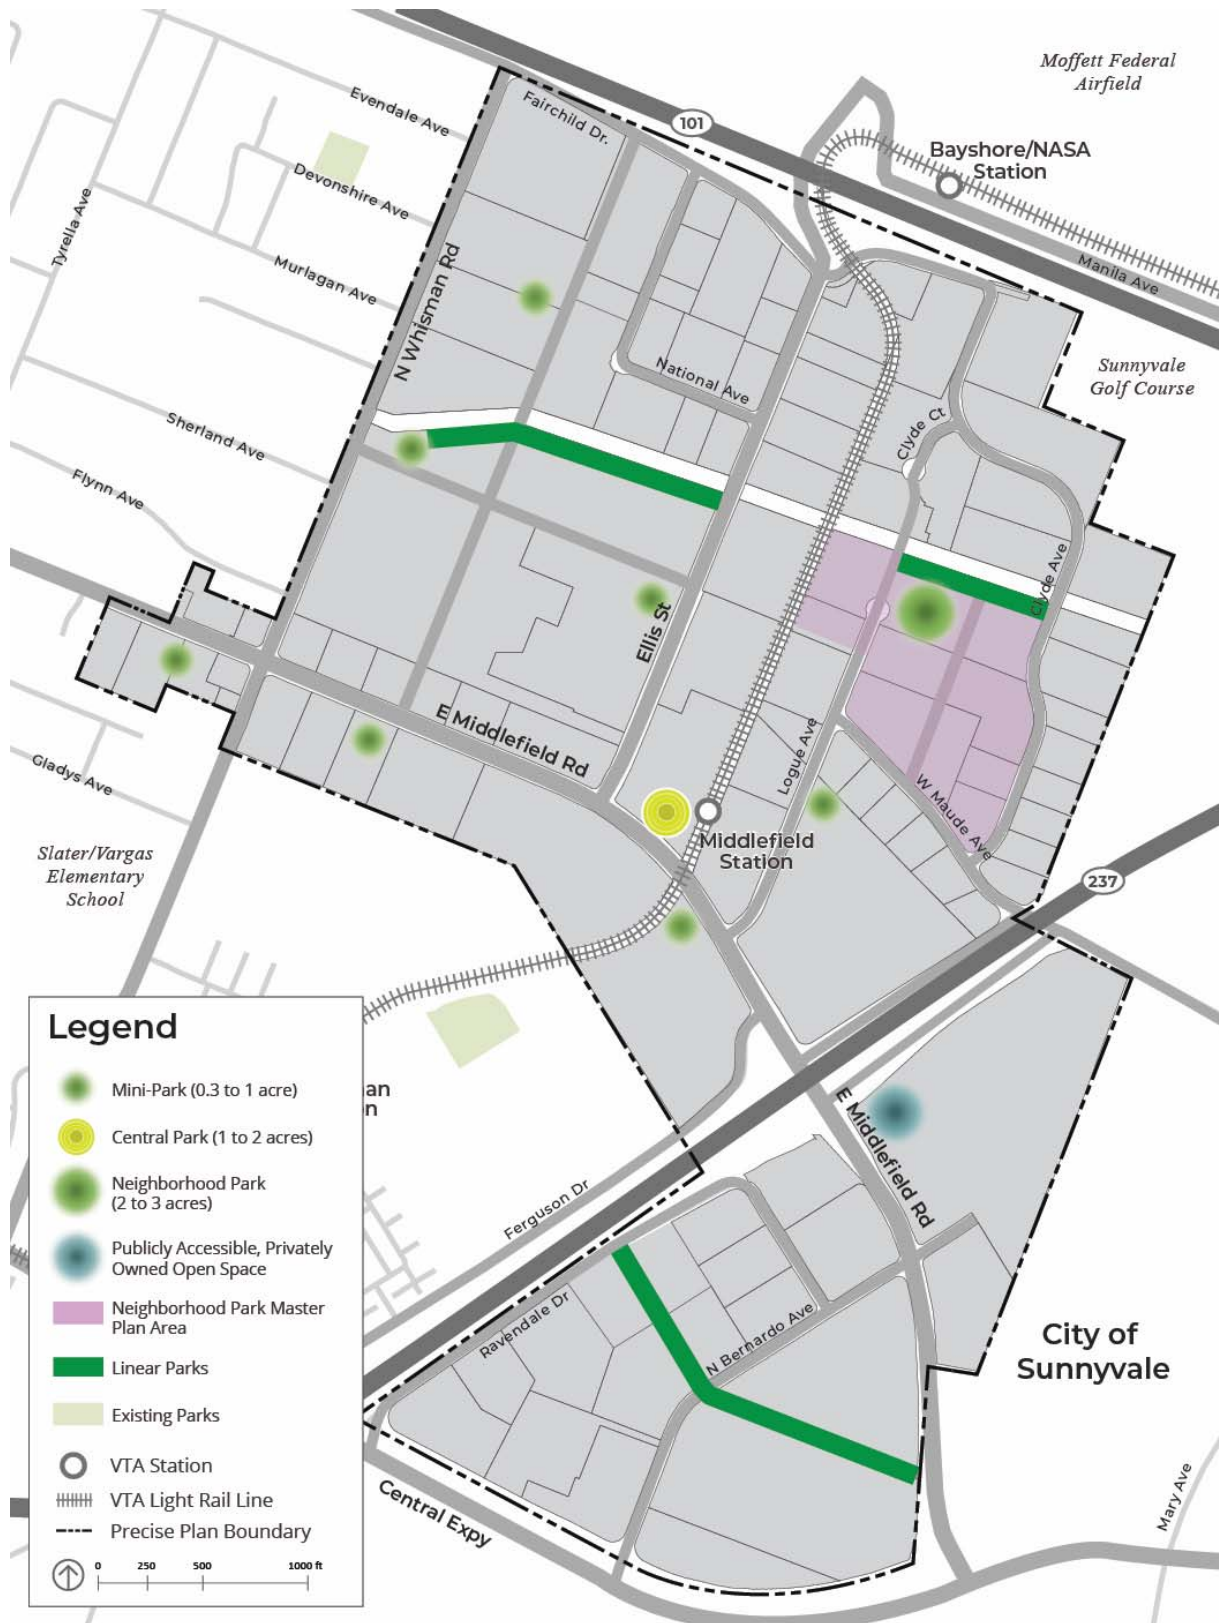 Moffett Federal
Airfield
Evendale Ave
Fairchild Dr.
101
Bayshore/NASA
Station
Devonshire Ave
Tyrella Ave
Murlagan Ave
N Whisman Rd
Manila Ave
Sunnyvale
Golf Course
National Ave
Sherland Ave
Clyde Ct
Flynn Ave
Clyde Ave
Ellis St
E Middlefield Rd
Logue Ave
Gladys Ave
W Maude Ave
Middlefield
Station
Slater/Vargas
Elementary
School
237
Legend
Mini-Park (0.3 to 1 acre)
Central Park (1 to 2 acres)
Neighborhood Park
(2 to 3 acres)
Publicly Accessible, Privately
Owned Open Space
Neighborhood Park Master
Plan Area
Linear Parks
Existing Parks
VTA Station
VTA Light Rail Line
Precise Plan Boundary
0 250 500 1000 ft
an
n
E Middlefield Rd
Ferguson Dr
Ravendale Dr
N Bernardo Ave
City of
Sunnyvale
Central Expy
Mary Ave